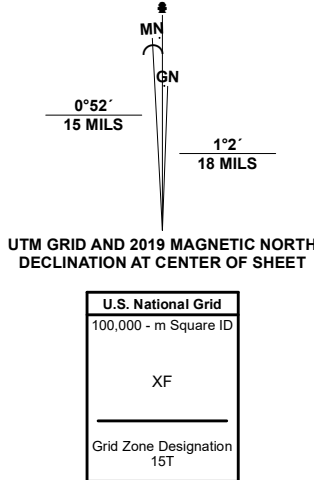 MN
GN
0°52´
15 MILS
1°2´
18 MILS
UTM GRID AND 2019 MAGNETIC NORTH
DECLINATION AT CENTER OF SHEET
U.S. National Grid
100,000 - m Square ID
XF
Grid Zone Designation
15T